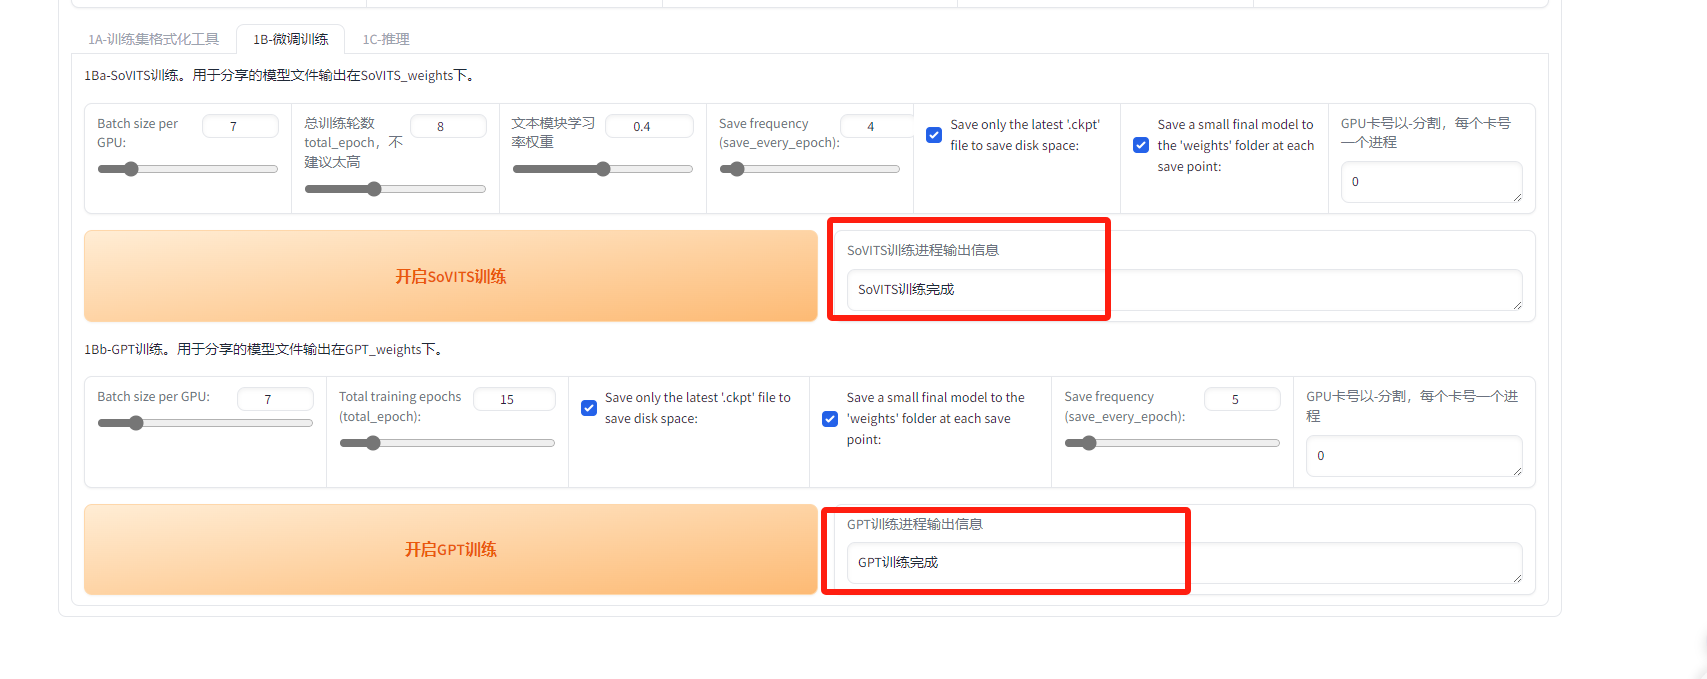 1A-训练集格式化工具
1B-微调训练
1C-推理
1Ba-SoVITS训练。用于分享的模型文件输出在SoVITS_weights下。
Batch size per
GPU:
7
总训练轮数
total_epoch，不
建议太高
8
文本模块学习
率权重
0.4
Save frequency
(save_every_epoch):
4
Save only the latest '.ckpt'
file to save disk space:
Save a small final model to
the 'weights' folder at each
save point:
GPU卡号以-分割，每个卡号
一个进程
0
开启SoVITS训练
SoVITS训练进程输出信息
SoVITS训练完成
1Bb-GPT训练。用于分享的模型文件输出在GPT_weights下。
Batch size per GPU:
7
Total training epochs
(total_epoch):
15
Save only the latest '.ckpt' file to
save disk space:
Save a small final model to the
'weights' folder at each save
point:
Save frequency
(save_every_epoch):
5
GPU卡号以-分割，每个卡号一个进
程
0
开启GPT训练
GPT训练进程输出信息
GPT训练完成